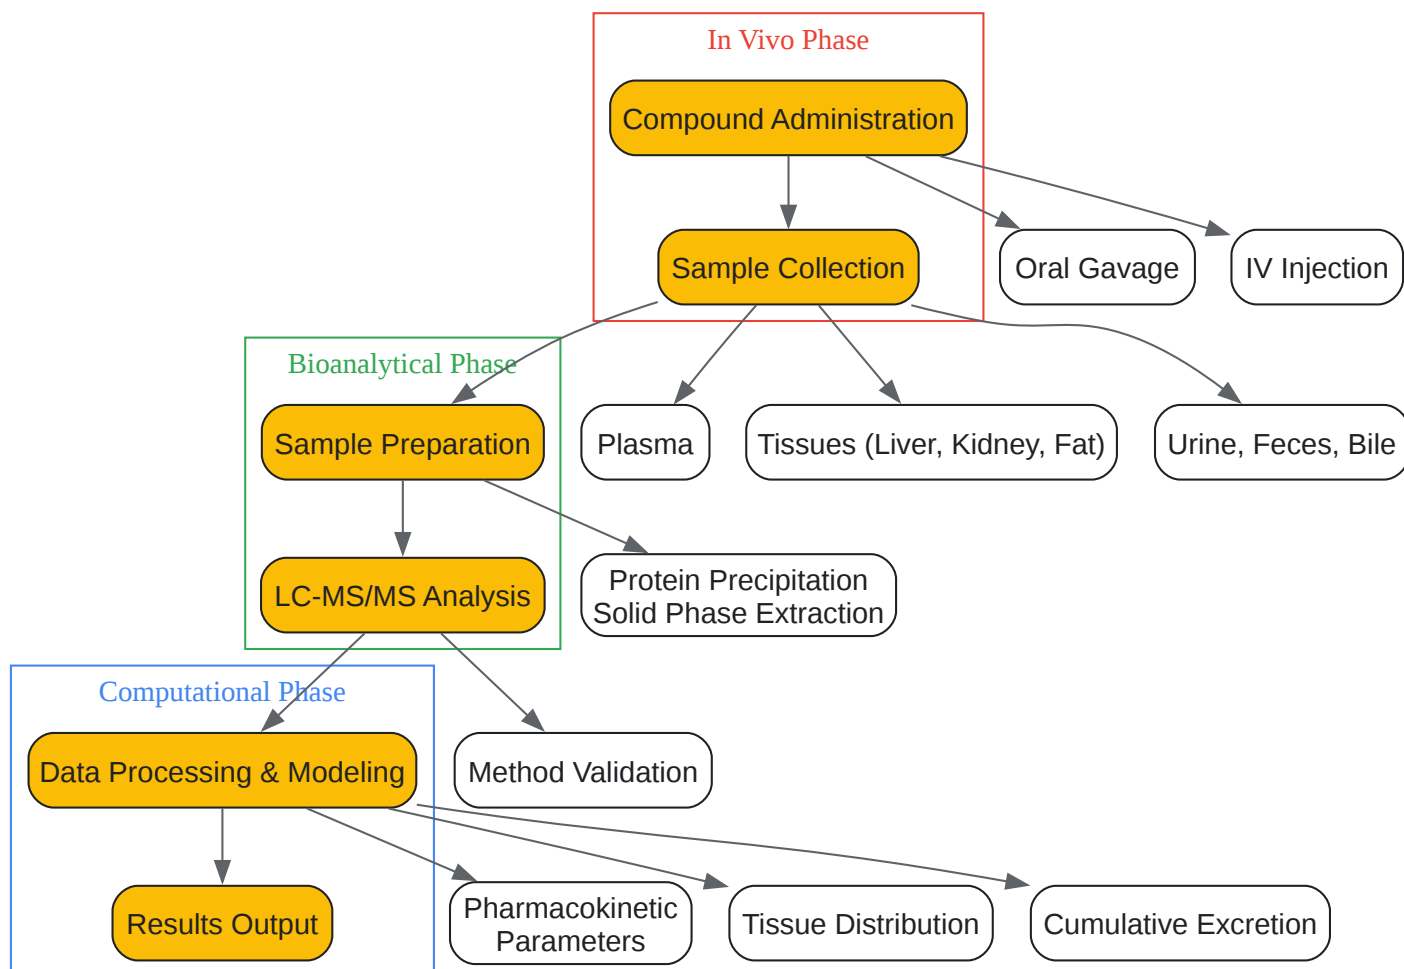 In Vivo Phase
Compound Administration
Sample Collection
Oral Gavage
IV Injection
Bioanalytical Phase
Sample Preparation
Plasma
Tissues (Liver, Kidney, Fat)
Urine, Feces, Bile
LC-MS/MS Analysis
Protein Precipitation
Solid Phase Extraction
Computational Phase
Data Processing & Modeling
Method Validation
Results Output
Pharmacokinetic
Parameters
Tissue Distribution
Cumulative Excretion